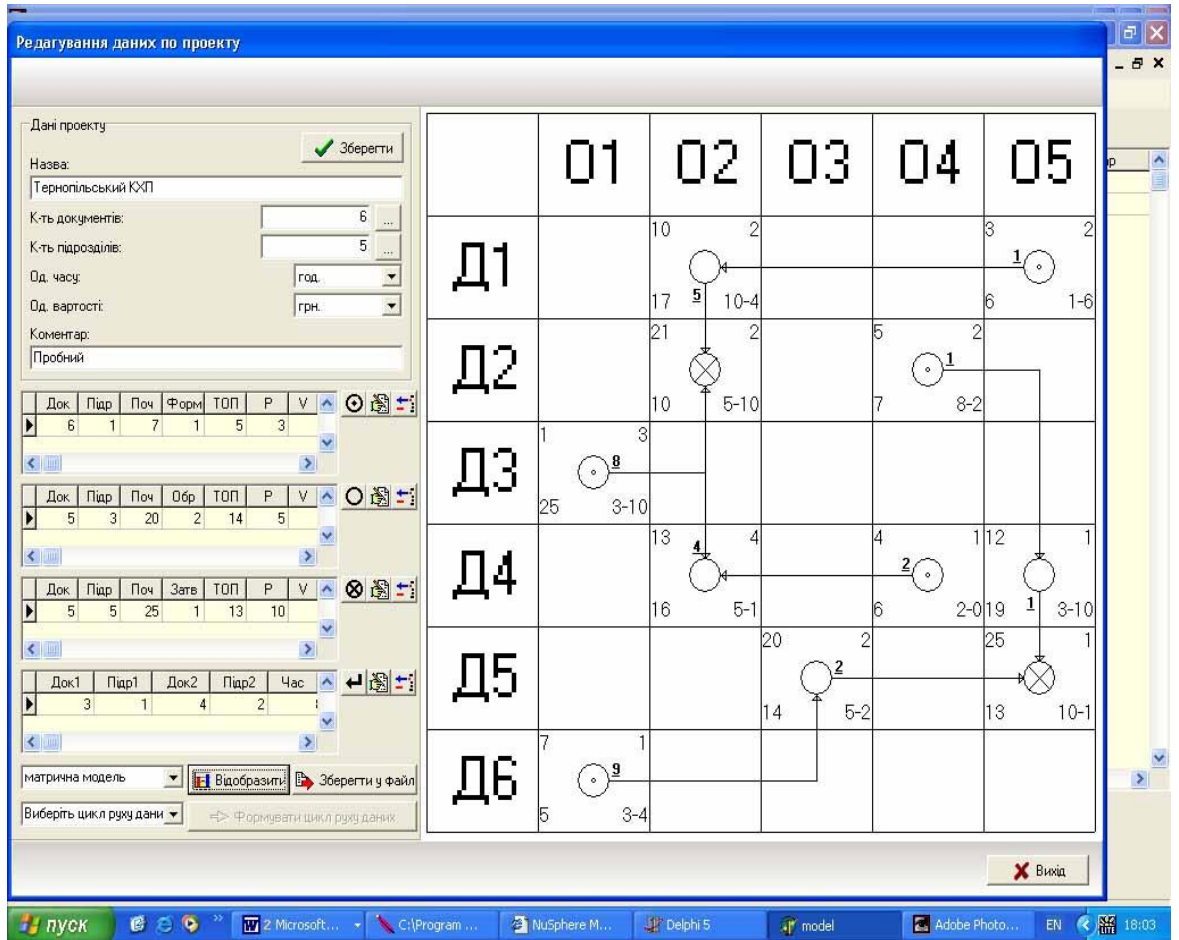 Редагування даних по проекту
Дані проекту
Зберегти
Назва:
Тернопільський КХП
К-ть документів:
6
...
К-ть підрозділів:
5
...
Од. часу:
год.
Од. вартості:
грн.
Коментар:
Пробний
Док Підр Поч Форм ТОП Р V
6 1 7 1 5 3
Док Підр Поч Обр ТОП Р V
5 3 20 2 14 5
Док Підр Поч Затв ТОП Р V
5 5 25 1 13 10
Док1 Підр1 Док2 Підр2 Час
3 1 4 2
матрична модель
Відобразити
Зберегти у файл
Виберіть цикл руху дани
Формувати цикл руху даних
О1 О2 О3 О4 О5
Д1
10 2 3 2
1
17 5 10-4 6 1-6
Д2
21 2 5 2
1
10 5-10 7 8-2
Д3
1 3
8
25 3-10
Д4
13 4 4 4 1 12 1
2
16 5-1 6 2-0 19 1 3-10
Д5
20 2 25 1
2
14 5-2 13 10-1
Д6
7 1
9
5 3-4
Вихід
пуск
2 Microsoft...
C:\Program ...
NuSphere M...
Delphi 5
model
Adobe Photo...
EN
18:03